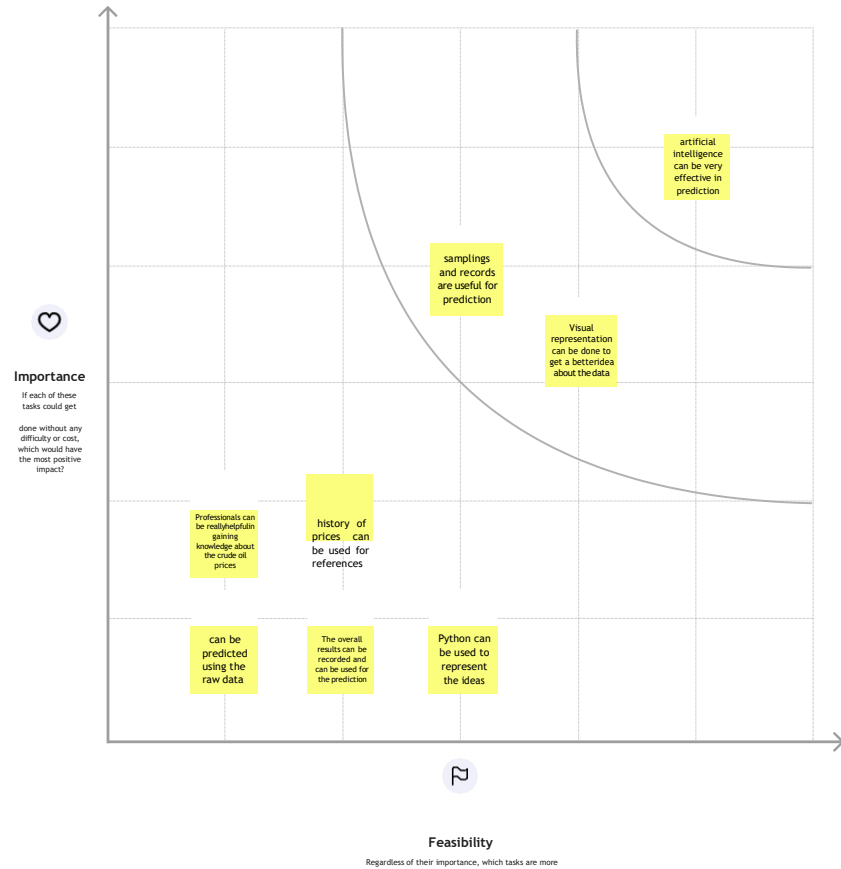 artificial
intelligence
can be very
effective in
prediction
samplings
and records
are useful for
prediction
Visual
representation
can be done to
get a betteridea
about thedata
Importance
If each of these
tasks could get
done without any
difficulty or cost,
which would have
the most positive
impact?
Professionals can
be reallyhelpfulin
gaining
knowledge about
the crude oil
prices
history of
prices can
be used for
references
can be
predicted
using the
raw data
The overall
results can be
recorded and
can be used for
the prediction
Python can
be used to
represent
the ideas
Feasibility
Regardless of their importance, which tasks are more